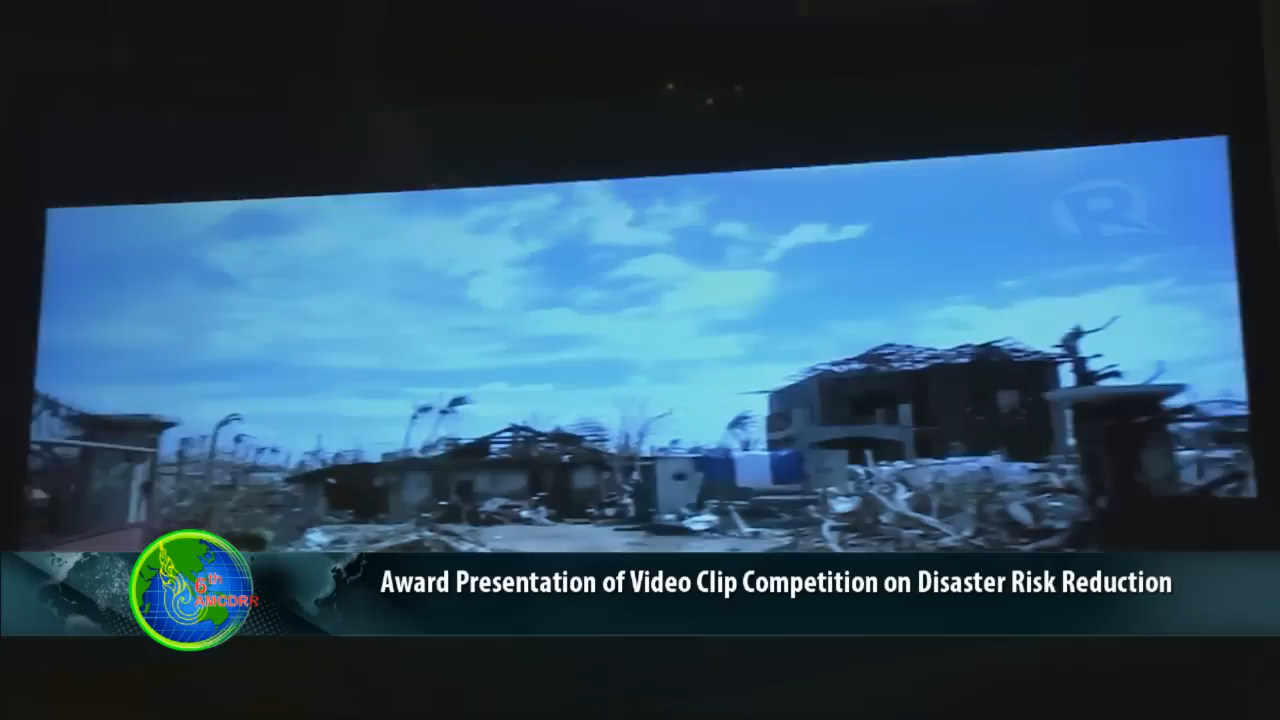 R
Award Presentation of Video Clip Competition on Disaster Risk Reduction
6th
AMCDRR